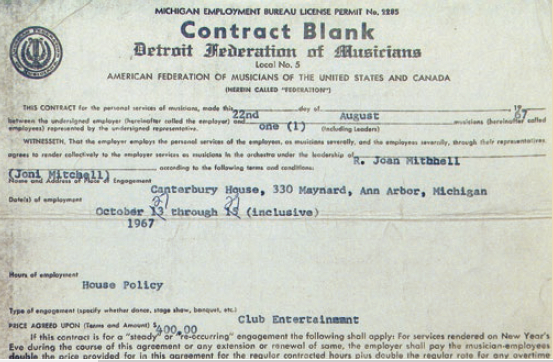 MICHIGAN EMPLOYMENT BUREAU LICENSE PERMIT No. 2285
Contract Blank
Detroit Federation of Musicians
Local No. 5
AMERICAN FEDERATION OF MUSICIANS OF THE UNITED STATES AND CANADA
(HEREIN CALLED "FEDERATION")
THIS CONTRACT for the personal services of musicians, made this 22nd day of August 19 67
between the undersigned employer (hereinafter called the employer) and one (1) musicians (hereinafter called
employees) represented by the undersigned representative. (Including Leaders)
WITNESSETH, That the employer employs the personal services of the employees, as musicians severally, and the employees severally, through their representative,
agrees to render collectively to the employer services as musicians in the orchestra under the leadership of R. Joan Mitbhell
(Joni Mitchell) according to the following terms and conditions:
Name and Address of Place of Engagement Canterbury House, 330 Maynard, Ann Arbor, Michigan
Date(s) of employment
October 13 through 15 (inclusive)
1967
Hours of employment
House Policy
Type of engagement (specify whether dance, stage show, banquet, etc.) Club Entertainmnt
PRICE AGREED UPON (Terms and Amount) $400.00
If this contract is for a "steady" or "re-occurring" engagement the following shall apply: For services rendered on New Year's
Eve during the course of this agreement or any extension or renewal of same, the employer shall pay the musician-employees
double the price provided for in this agreement for the regular contracted hours plus double the regular rate for any overtime